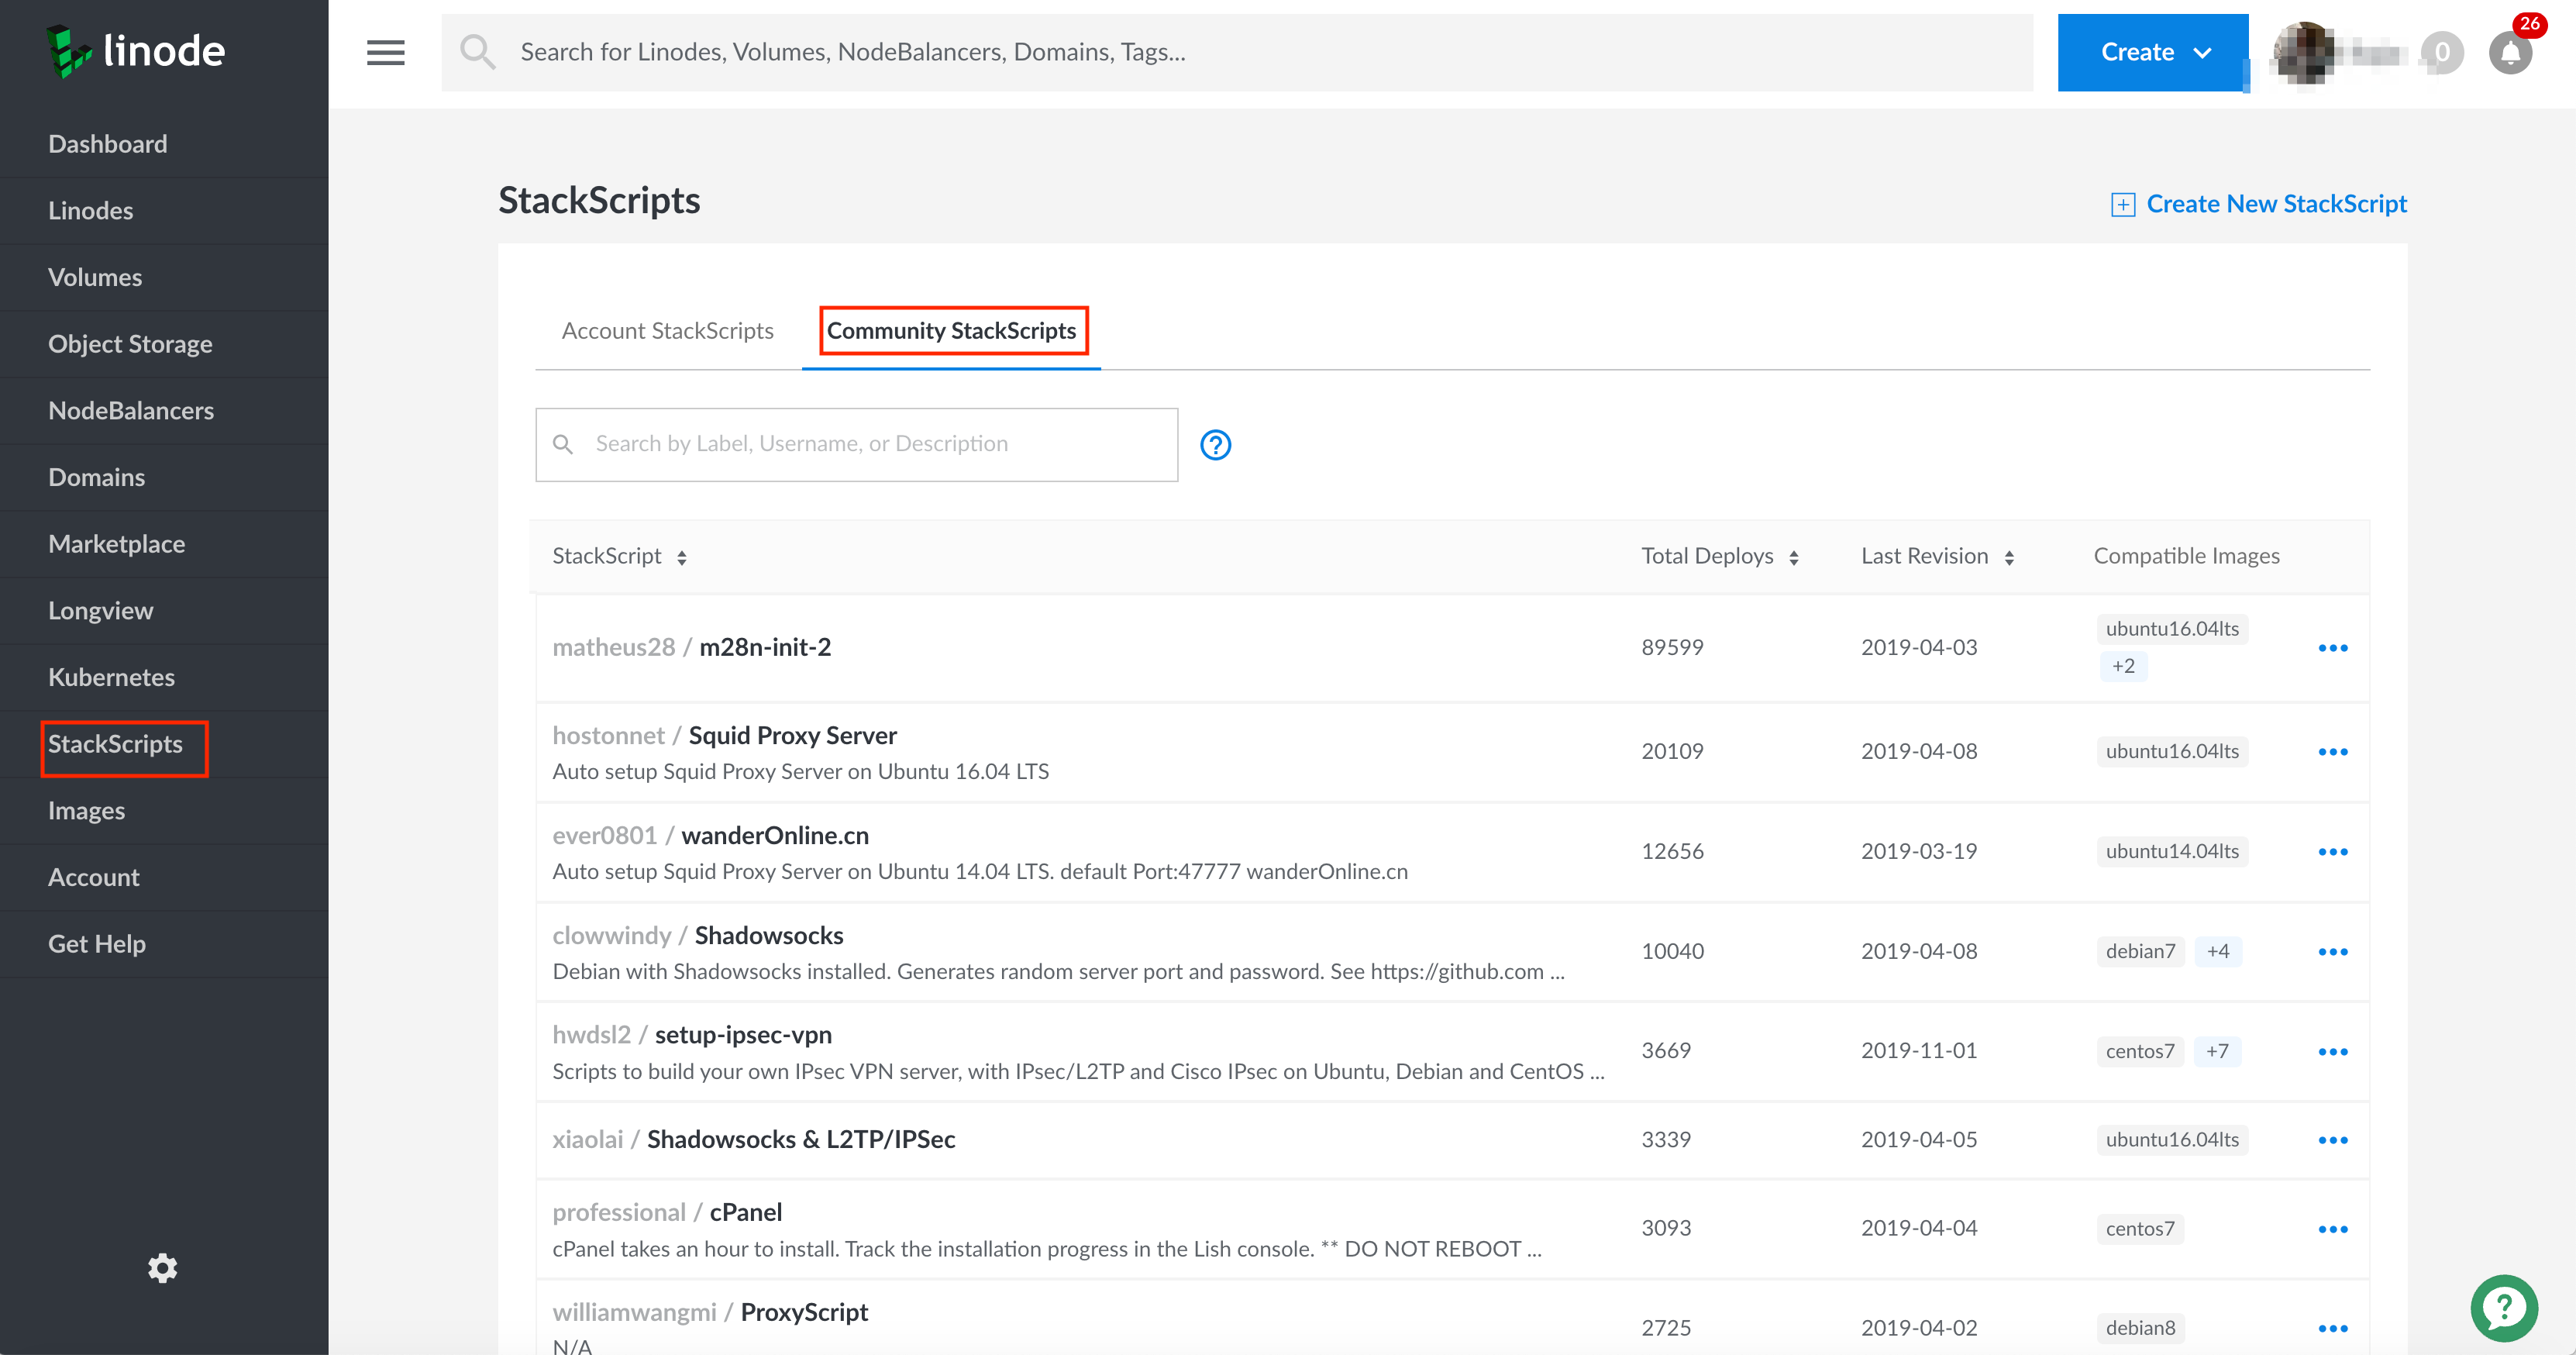 linode
Search for Linodes, Volumes, NodeBalancers, Domains, Tags...
Create
0
26
Dashboard
Linodes
Volumes
Object Storage
NodeBalancers
Domains
Marketplace
Longview
Kubernetes
StackScripts
Images
Account
Get Help
StackScripts
Create New StackScript
Account StackScripts
Community StackScripts
Search by Label, Username, or Description
StackScript Total Deploys Last Revision Compatible Images
matheus28 / m28n-init-2 89599 2019-04-03 ubuntu16.04lts
+2
hostonnet / Squid Proxy Server
Auto setup Squid Proxy Server on Ubuntu 16.04 LTS
20109 2019-04-08 ubuntu16.04lts
ever0801 / wanderOnline.cn
Auto setup Squid Proxy Server on Ubuntu 14.04 LTS. default Port:47777 wanderOnline.cn
12656 2019-03-19 ubuntu14.04lts
clowwindy / Shadowsocks
Debian with Shadowsocks installed. Generates random server port and password. See https://github.com ...
10040 2019-04-08 debian7 +4
hwdsl2 / setup-ipsec-vpn
Scripts to build your own IPsec VPN server, with IPsec/L2TP and Cisco IPsec on Ubuntu, Debian and CentOS ...
3669 2019-11-01 centos7 +7
xiaolai / Shadowsocks & L2TP/IPSec 3339 2019-04-05 ubuntu16.04lts
professional / cPanel
cPanel takes an hour to install. Track the installation progress in the Lish console. ** DO NOT REBOOT ...
3093 2019-04-04 centos7
williamwangmi / ProxyScript
N/A
2725 2019-04-02 debian8